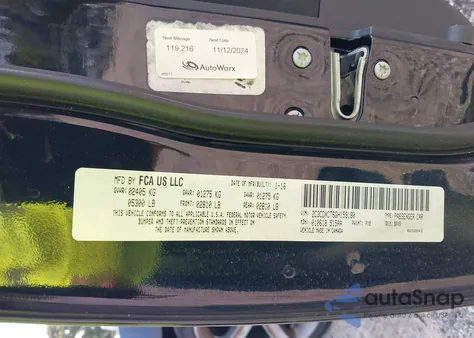 Next Mileage Next Date
119,216 11/12/2024
AutoWorx
MFD BY FCA US LLC DATE OF MFR(BUILT) 1-16
GVWR: 02405 KG GAWR: 01275 KG GAWR: 01275 KG
05300 LB FRONT: 02810 LB REAR: 02810 LB
THIS VEHICLE CONFORMS TO ALL APPLICABLE U.S.A. FEDERAL MOTOR VEHICLE SAFETY,
BUMPER AND THEFT PREVENTION STANDARDS IN EFFECT ON
THE DATE OF MANUFACTURE SHOWN ABOVE.
TYPE: PASSENGER CAR
VEHICLE MADE IN CANADA
autoSnap